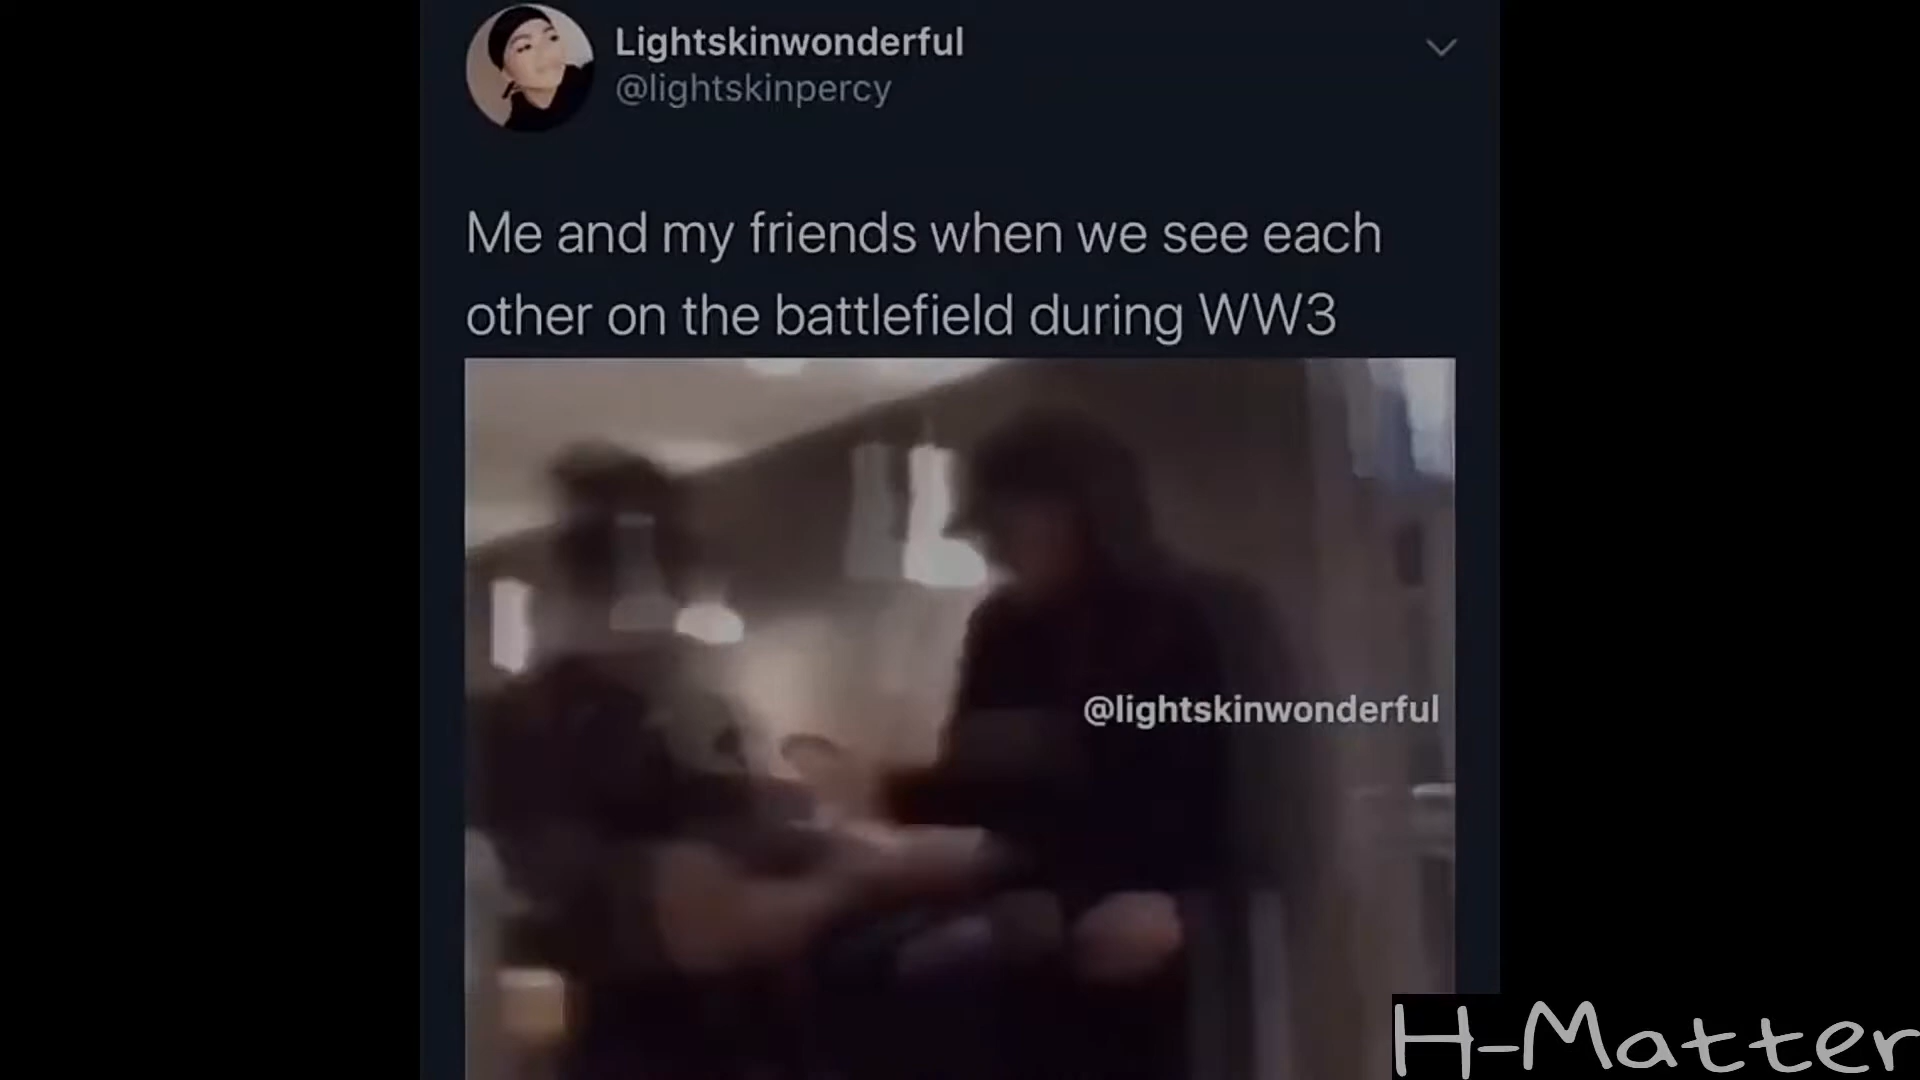 Lightskinwonderful
@lightskinpercy
Me and my friends when we see each
other on the battlefield during WW3
@lightskinwonderful
H-Matter